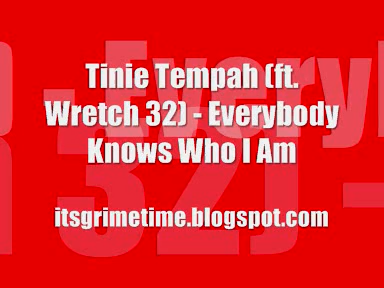 Tinie Tempah (ft.
Wretch 32) - Everybody
Knows Who I Am
itsgrimetime.blogspot.com